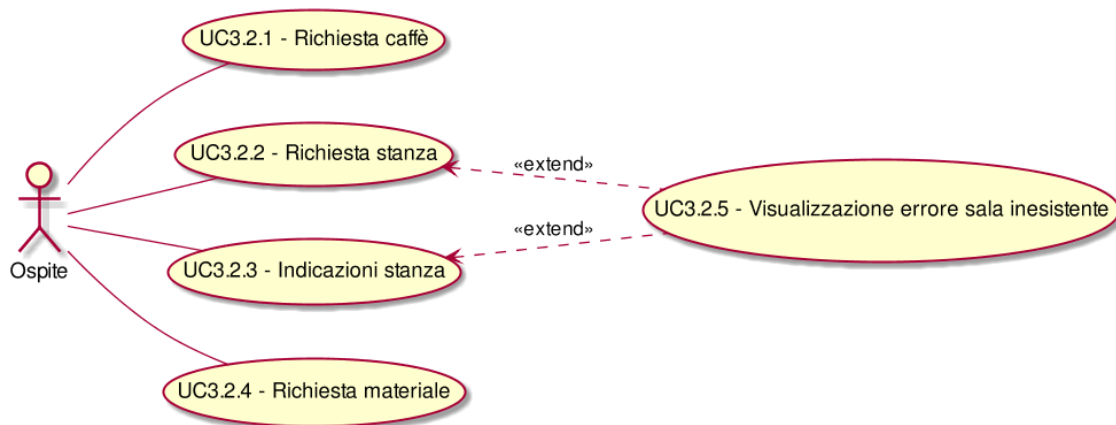 UC3.2.1 - Richiesta caffè
UC3.2.2 - Richiesta stanza
«extend»
UC3.2.5 - Visualizzazione errore sala inesistente
«extend»
UC3.2.3 - Indicazioni stanza
Ospite
UC3.2.4 - Richiesta materiale